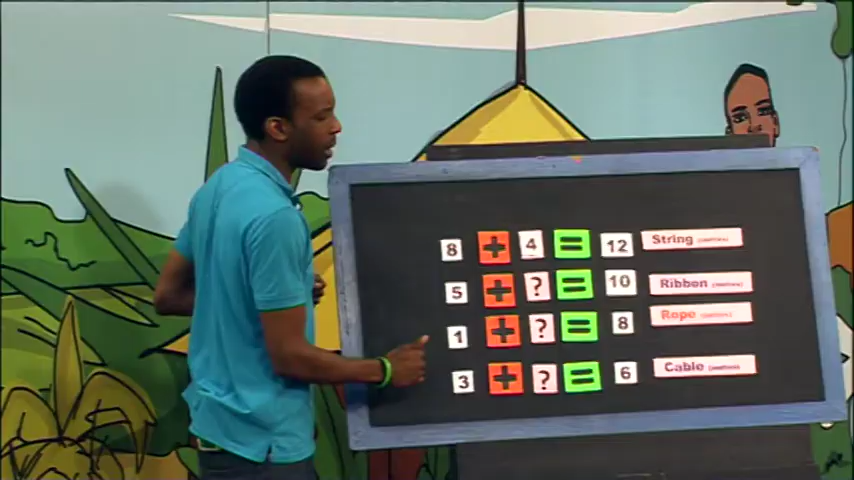 8 + 4 = 12 String
5 + ? = 10 Ribbon
1 + ? = 8 Rope
3 + ? = 6 Cable